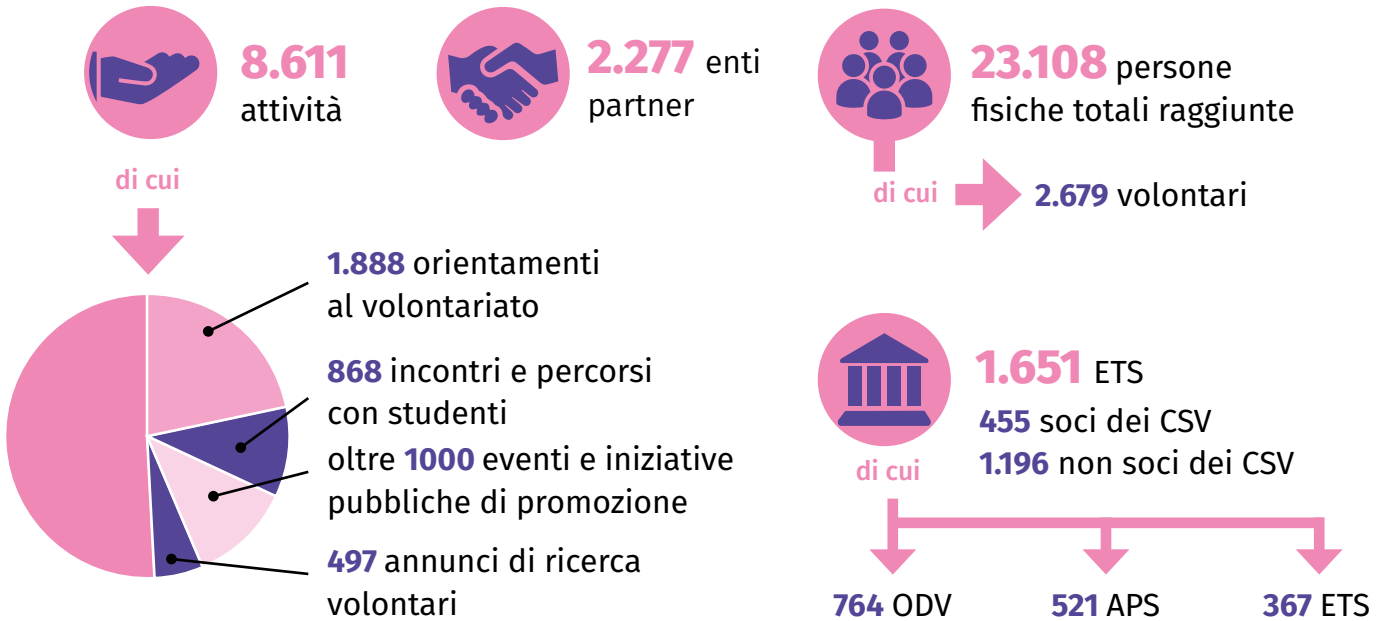 8.611
attività
2.277 enti
partner
23.108 persone
fisiche totali raggiunte
di cui
2.679 volontari
di cui
1.888 orientamenti
al volontariato
868 incontri e percorsi
con studenti
oltre 1000 eventi e iniziative
pubbliche di promozione
497 annunci di ricerca
volontari
1.651 ETS
455 soci dei CSV
1.196 non soci dei CSV
di cui
764 ODV
521 APS
367 ETS